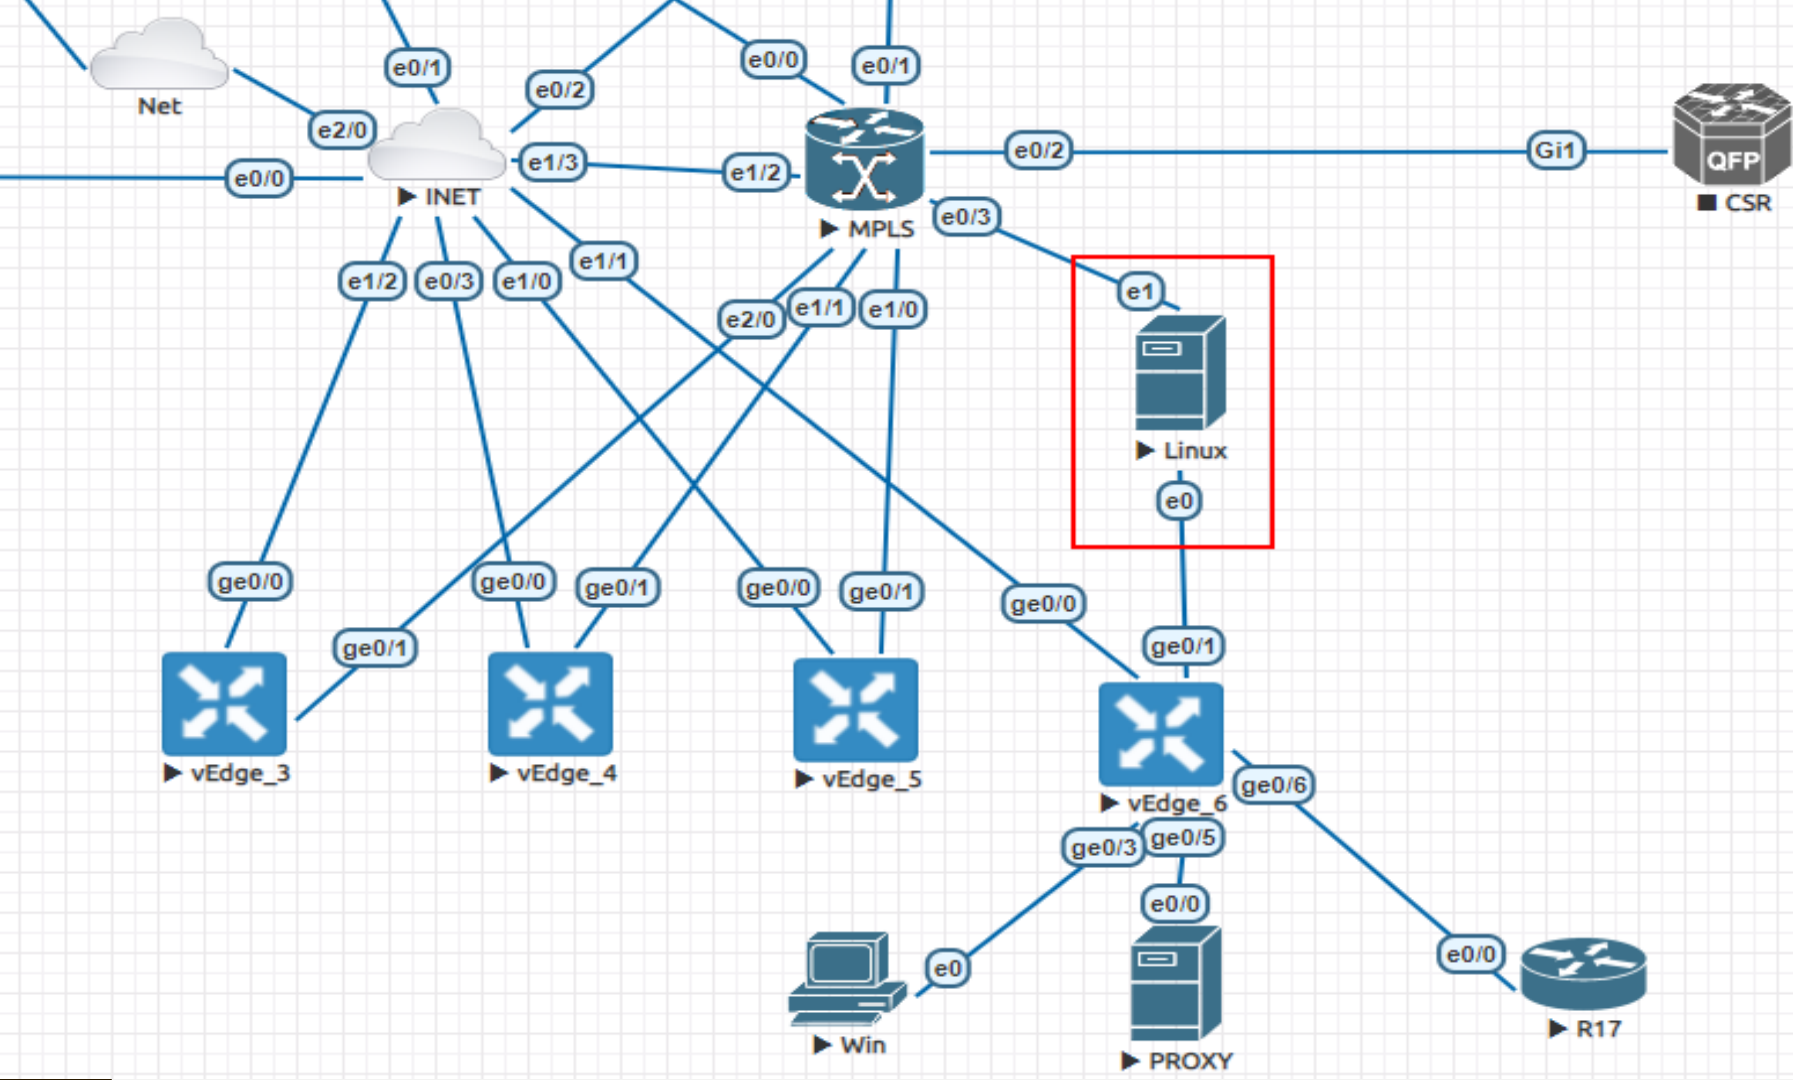 e0/1
e0/0
e0/1
e0/2
Net
e2/0
e0/2
Gi1
QFP
e1/3
e1/2
e0/0
INET
CSR
e0/3
MPLS
e1/1
e1/2
e0/3
e1/0
e1
e2/0
e1/1
e1/0
Linux
e0
ge0/0
ge0/0
ge0/1
ge0/0
ge0/1
ge0/0
ge0/1
ge0/1
vEdge_3
vEdge_4
vEdge_5
ge0/6
vEdge_6
ge0/3
ge0/5
e0/0
e0
e0/0
R17
Win
PROXY